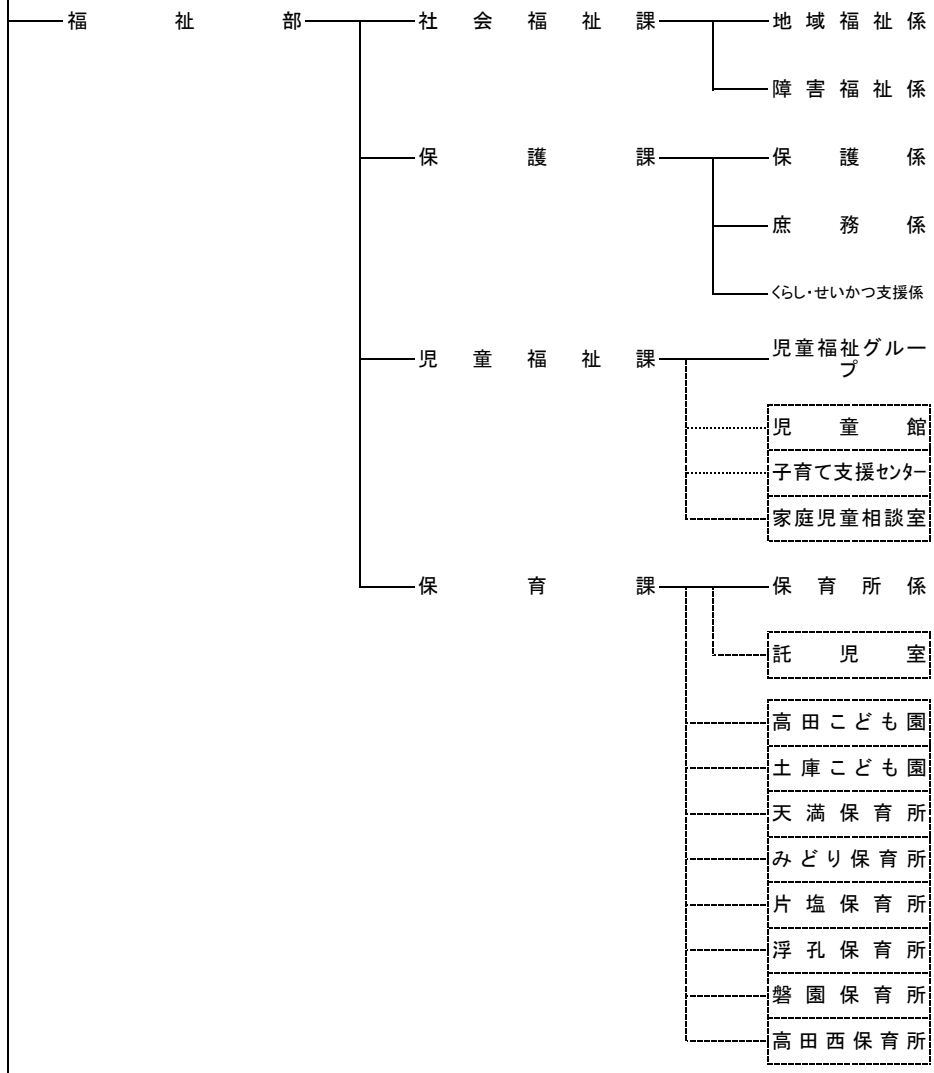 福祉部 社会福祉課 地域福祉係
障害福祉係
保護課 保護係
庶務係
くらし・せいかつ支援係
児童福祉課 児童福祉グルー
プ
児童館
子育て支援センター
家庭児童相談室
保育課 保育所係
託児室
高田こども園
土庫こども園
天満保育所
みどり保育所
片塩保育所
浮孔保育所
磐園保育所
高田西保育所